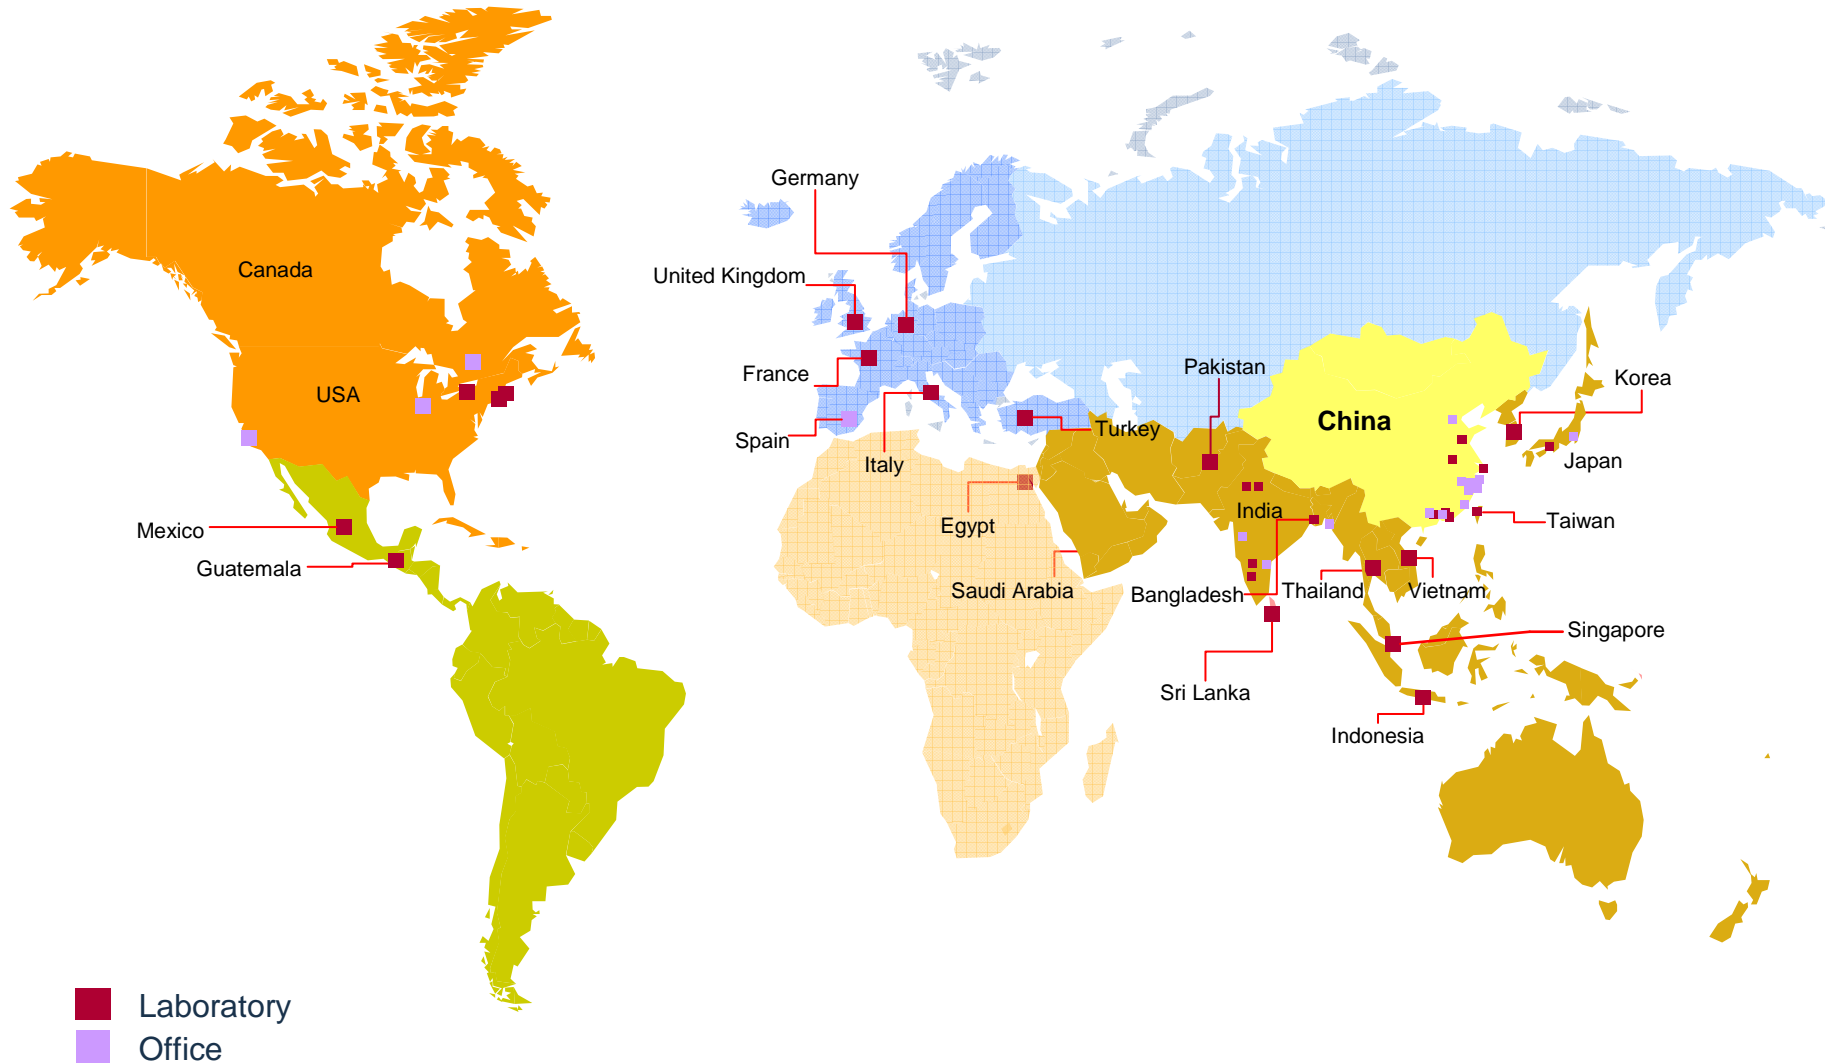 Germany
Canada
United Kingdom
Pakistan
France
Korea
USA
China
Turkey
Spain
Italy
Japan
India
Mexico
Egypt
Taiwan
Guatemala
Saudi Arabia
Bangladesh
Thailand
Vietnam
Singapore
Sri Lanka
Indonesia
Laboratory
Office